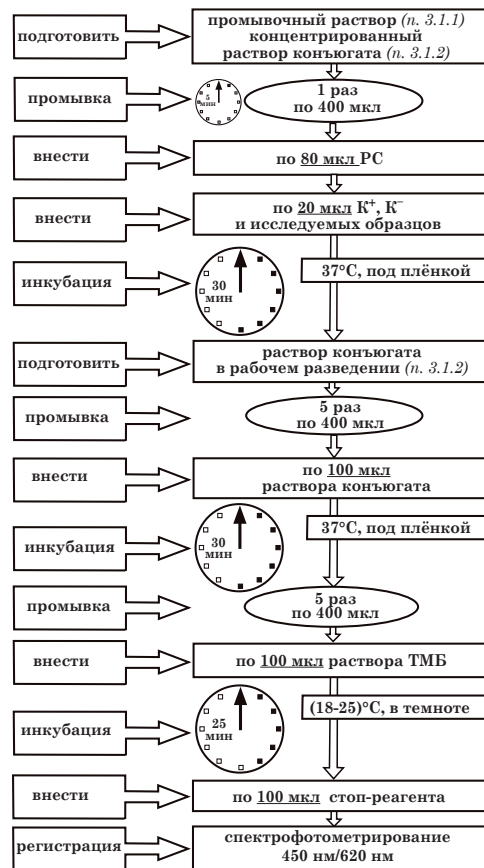 подготовить
промывочный раствор (п. 3.1.1)
концентрированный
раствор конъюгата (п. 3.1.2)
промывка
5
мин
1 раз
по 400 мкл
внести
по 80 мкл РС
внести
по 20 мкл К⁺, К⁻
и исследуемых образцов
инкубация
30
мин
37°С, под плёнкой
подготовить
раствор конъюгата
в рабочем разведении (п. 3.1.2)
промывка
5 раз
по 400 мкл
внести
по 100 мкл
раствора конъюгата
инкубация
30
мин
37°С, под плёнкой
промывка
5 раз
по 400 мкл
внести
по 100 мкл раствора ТМБ
инкубация
25
мин
(18-25)°С, в темноте
внести
по 100 мкл стоп-реагента
регистрация
спектрофотометрирование
450 нм/620 нм